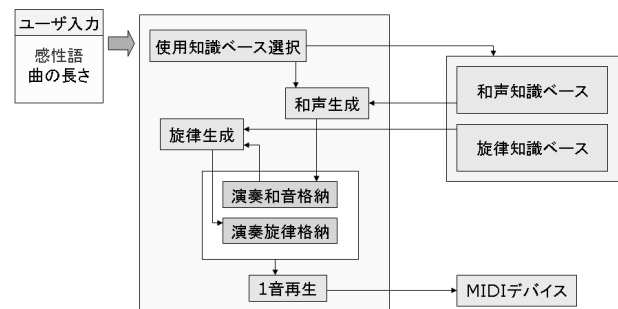 ユーザ入力
感性語
曲の長さ
使用知識ベース選択
和声生成
旋律生成
演奏和音格納
演奏旋律格納
1音再生
和声知識ベース
旋律知識ベース
MIDIデバイス